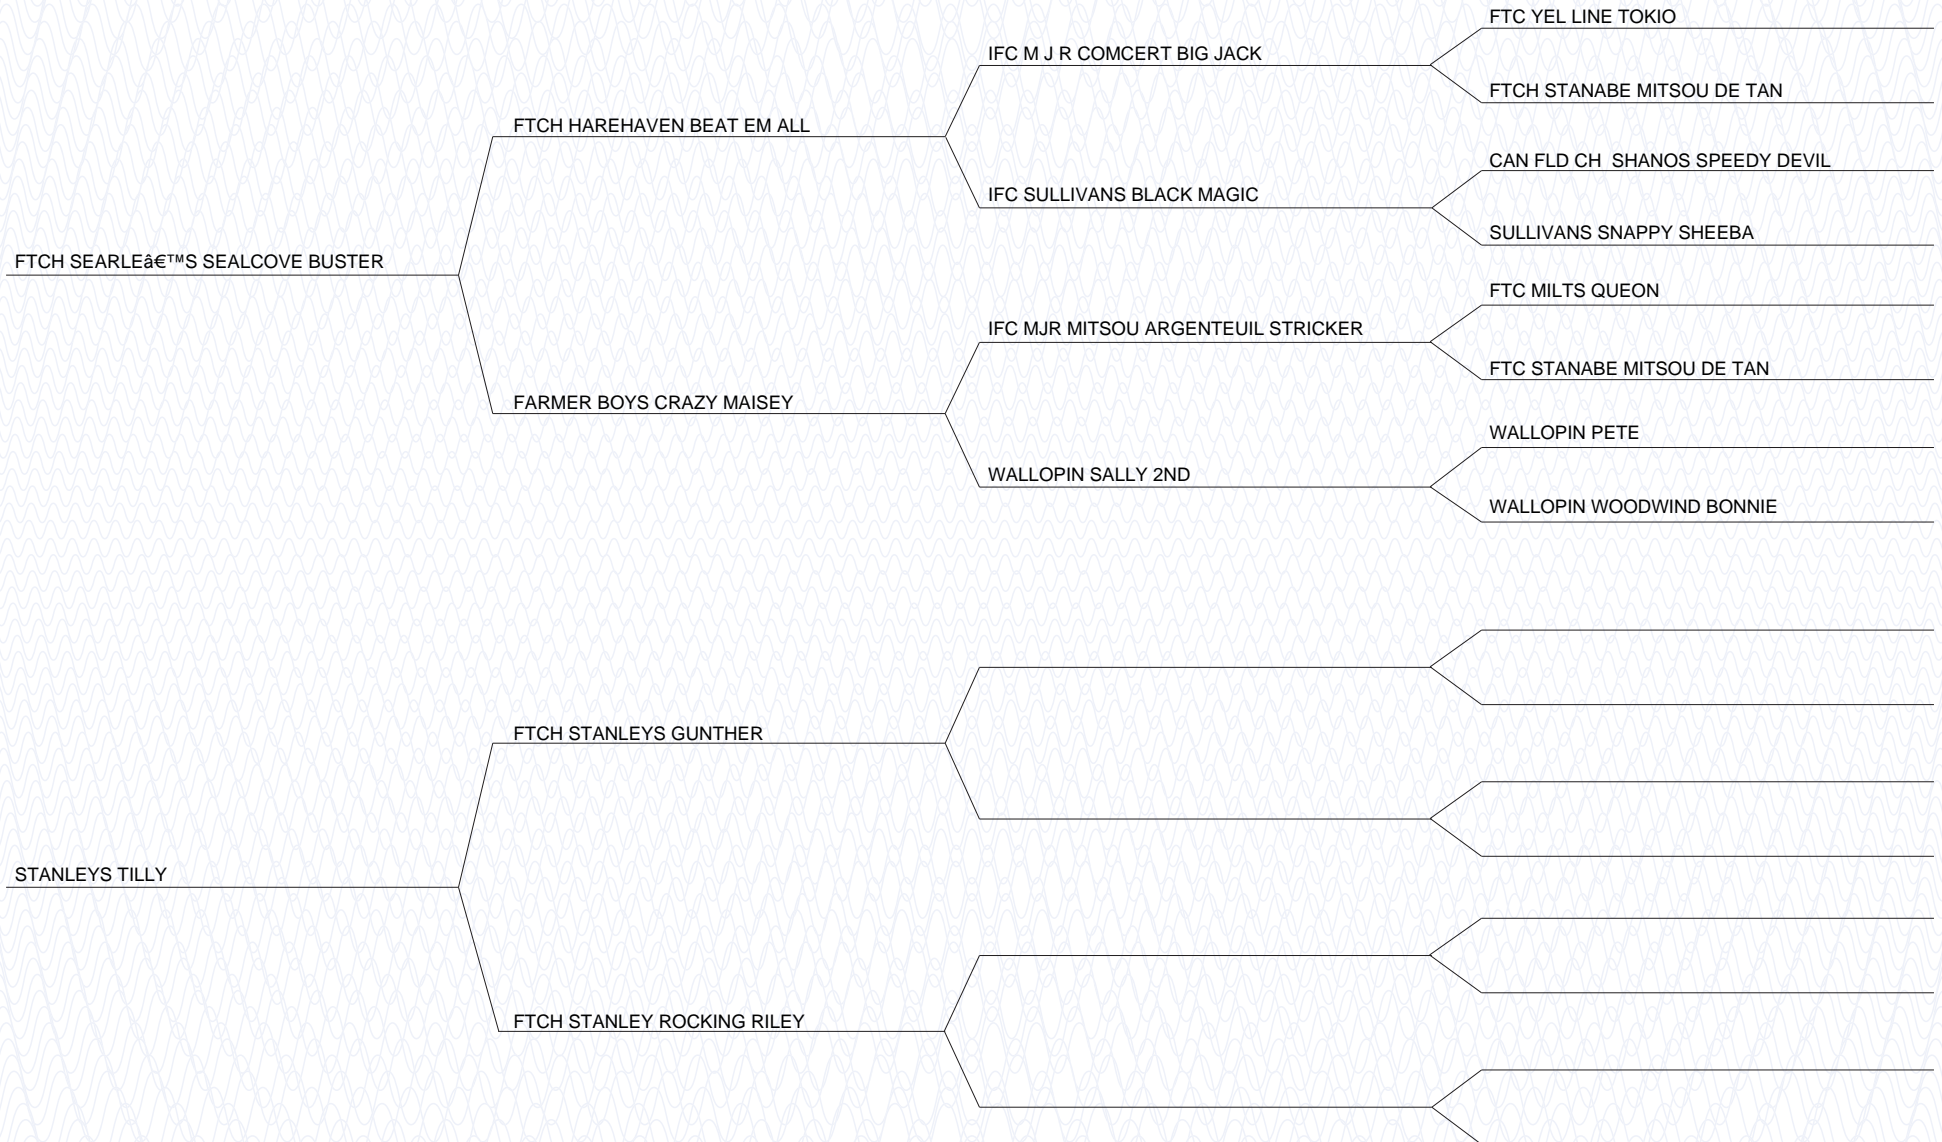 FTC YEL LINE TOKIO
IFC M J R COMCERT BIG JACK
FTCH STANABE MITSOU DE TAN
FTCH HAREHAVEN BEAT EM ALL
CAN FLD CH  SHANOS SPEEDY DEVIL
IFC SULLIVANS BLACK MAGIC
SULLIVANS SNAPPY SHEEBA
FTCH SEARLEâ€™S SEALCOVE BUSTER
FTC MILTS QUEON
IFC MJR MITSOU ARGENTEUIL STRICKER
FTC STANABE MITSOU DE TAN
FARMER BOYS CRAZY MAISEY
WALLOPIN PETE
WALLOPIN SALLY 2ND
WALLOPIN WOODWIND BONNIE
FTCH STANLEYS GUNTHER
STANLEYS TILLY
FTCH STANLEY ROCKING RILEY